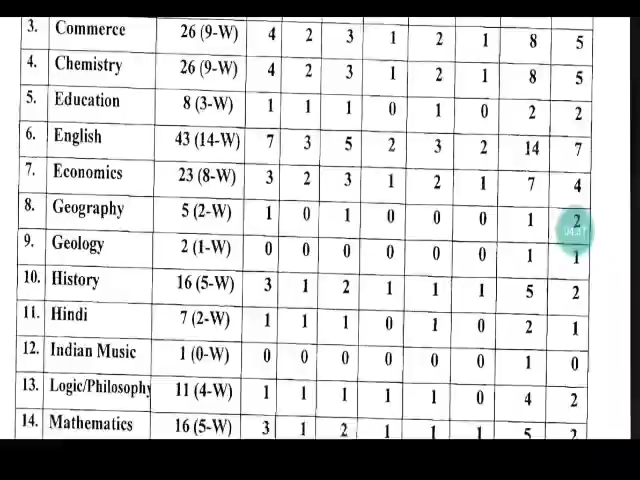 3. Commerce 26 (9-W) 4 2 3 1 2 1 8 5
4. Chemistry 26 (9-W) 4 2 3 1 2 1 8 5
5. Education 8 (3-W) 1 1 1 0 1 0 2 2
6. English 43 (14-W) 7 3 5 2 3 2 14 7
7. Economics 23 (8-W) 3 2 3 1 2 1 7 4
8. Geography 5 (2-W) 1 0 1 0 0 0 1 2
9. Geology 2 (1-W) 0 0 0 0 0 0 1 1
10. History 16 (5-W) 3 1 2 1 1 1 5 2
11. Hindi 7 (2-W) 1 1 1 0 1 0 2 1
12. Indian Music 1 (0-W) 0 0 0 0 0 0 1 0
13. Logic/Philosophy 11 (4-W) 1 1 1 1 1 0 4 2
14. Mathematics 16 (5-W) 3 1 2 1 1 1 5 2